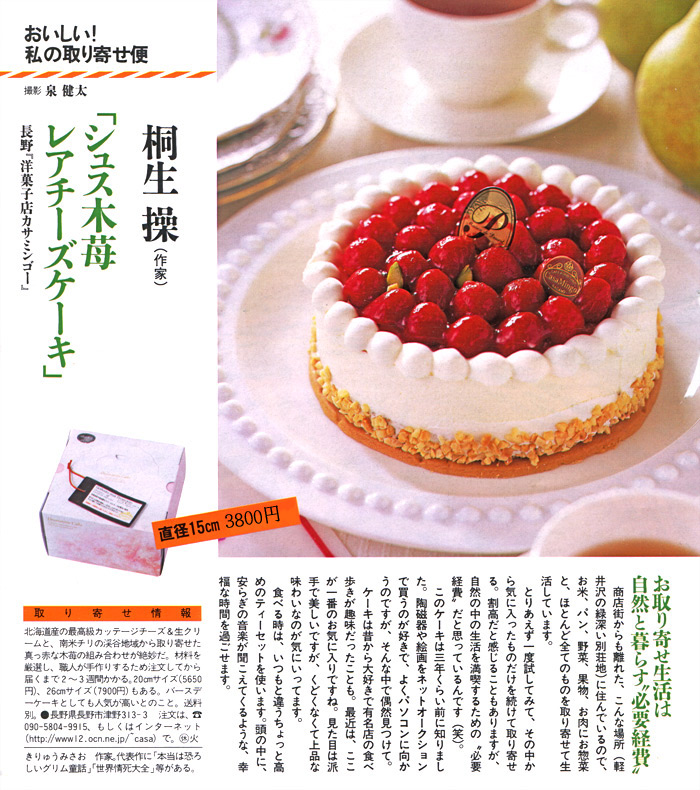 おいしい!
私の取り寄せ便
撮影 泉 健太
桐生 操(作家)
「シュス木苺
レアチーズケーキ」
長野『洋菓子店カサミンゴー』
直径15cm 3800円
お取り寄せ生活は
自然と暮らす〝必要経費〟
商店街からも離れた、こんな場所(軽
井沢の緑深い別荘地)に住んでいるので、
お米、パン、野菜、果物、お肉にお惣菜
と、ほとんど全てのものを取り寄せて生
活しています。
とりあえず一度試してみて、その中か
ら気に入ったものだけを続けて取り寄せ
る。割高だと感じることもありますが、
自然の中の生活を満喫するための〝必要
経費〟だと思っているんです(笑)。
このケーキは三年くらい前に知りまし
た。陶磁器や絵画をネットオークション
で買うのが好きで、よくパソコンに向か
うのですが、そんな中で偶然見つけて。
ケーキは昔から大好きで有名店の食べ
歩きが趣味だったことも。最近は、ここ
が一番のお気に入りですね。見た目は派
手で美しいですが、くどくなくて上品な
味わいなのが気にいってます。
食べる時は、いつもと違うちょっと高
めのティーセットを使います。頭の中に、
安らぎの音楽が聞こえてくるような、幸
福な時間を過ごせます。
取り寄せ情報
北海道産の最高級カッテージチーズ&生クリ
ームと、南米チリの渓谷地域から取り寄せた
真っ赤な木苺の組み合わせが絶妙だ。材料を
厳選し、職人が手作りするため注文してから
届くまで2〜3週間かかる。20cmサイズ(5650
円)、26cmサイズ(7900円)もある。バースデ
ーケーキとしても人気が高いとのこと。送料
別。●長野県長野市津野313-3 注文は、☎
090-5804-9915、もしくはインターネット
(http://www12.ocn.ne.jp/~casa)で。㊡火
きりゅうみさお 作家。代表作に「本当は恐ろ
しいグリム童話」「世界情死大全」等がある。